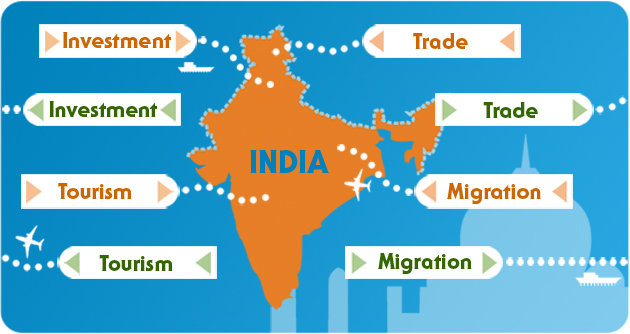 Investment
Trade
Investment
Trade
INDIA
Tourism
Migration
Tourism
Migration